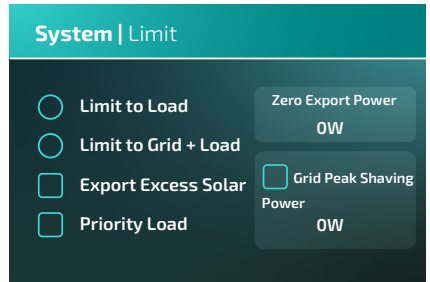 System | Limit
Limit to Load
Limit to Grid + Load
Export Excess Solar
Priority Load
Zero Export Power
0W
Grid Peak Shaving
Power
0W